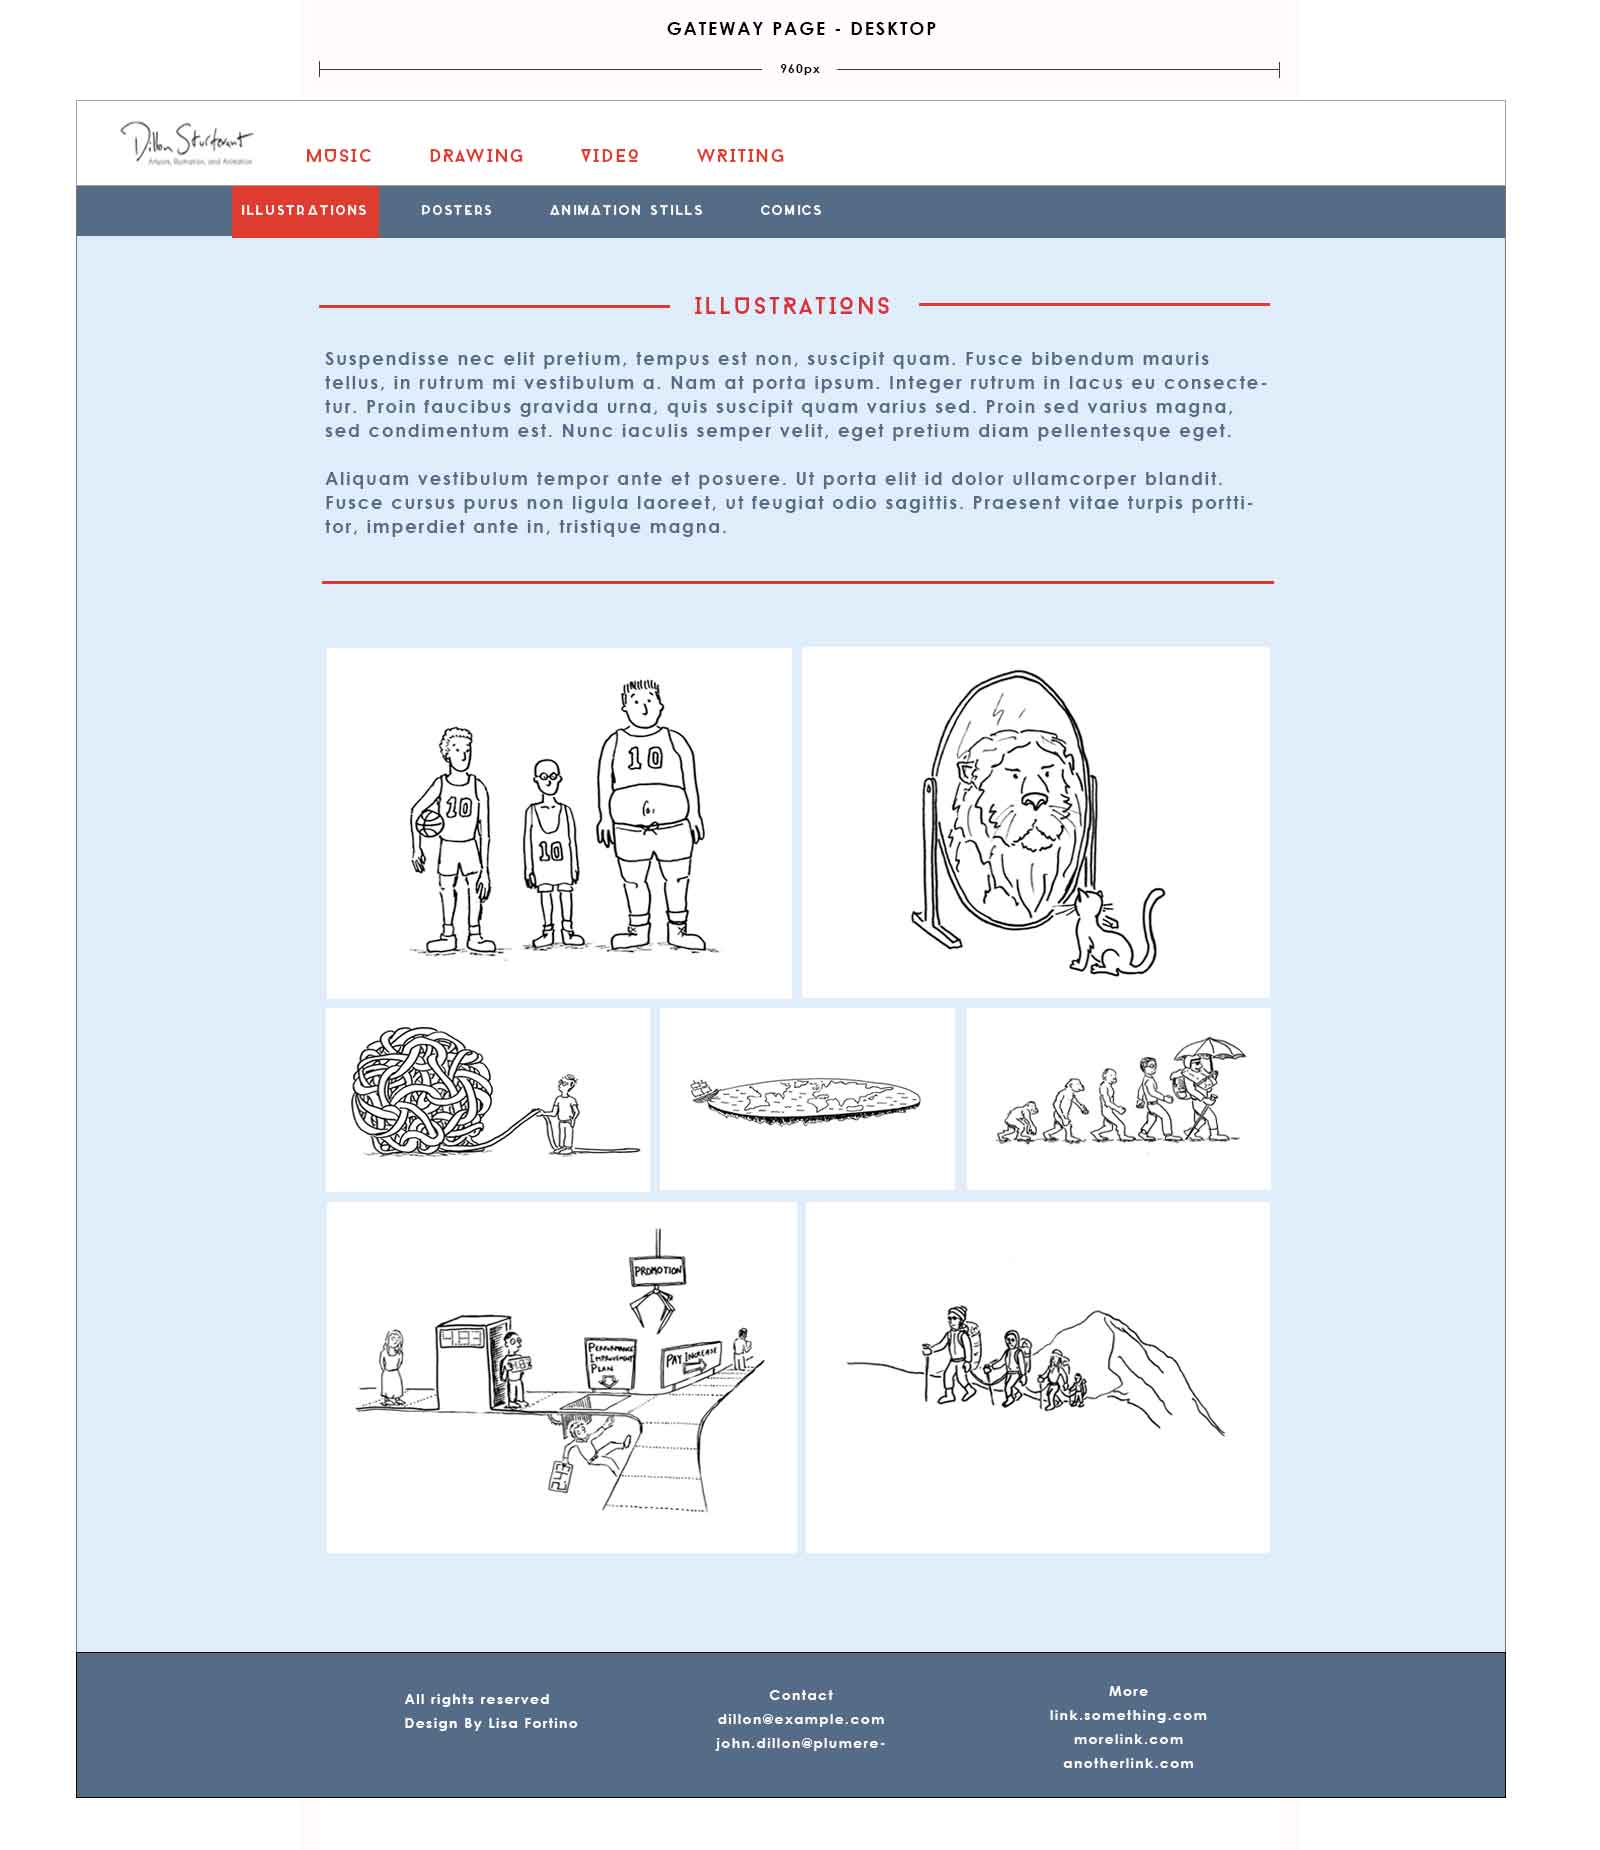 GATEWAY PAGE - DESKTOP
960px
Dillon Sturtevant
Artwork, Illustration, and Animation
MUSIC DRAWING VIDEO WRITING
ILLUSTRATIONS POSTERS ANIMATION STILLS COMICS
ILLUSTRATIONS
Suspendisse nec elit pretium, tempus est non, suscipit quam. Fusce bibendum mauris
tellus, in rutrum mi vestibulum a. Nam at porta ipsum. Integer rutrum in lacus eu consecte-
tur. Proin faucibus gravida urna, quis suscipit quam varius sed. Proin sed varius magna,
sed condimentum est. Nunc iaculis semper velit, eget pretium diam pellentesque eget.
Aliquam vestibulum tempor ante et posuere. Ut porta elit id dolor ullamcorper blandit.
Fusce cursus purus non ligula laoreet, ut feugiat odio sagittis. Praesent vitae turpis portti-
tor, imperdiet ante in, tristique magna.
10
10
10
PROMOTION
483
PERFORMANCE
IMPROVEMENT
PLAN
PAY INCREASE
All rights reserved
Design By Lisa Fortino
Contact
dillon@example.com
john.dillon@plumere-
More
link.something.com
morelink.com
anotherlink.com